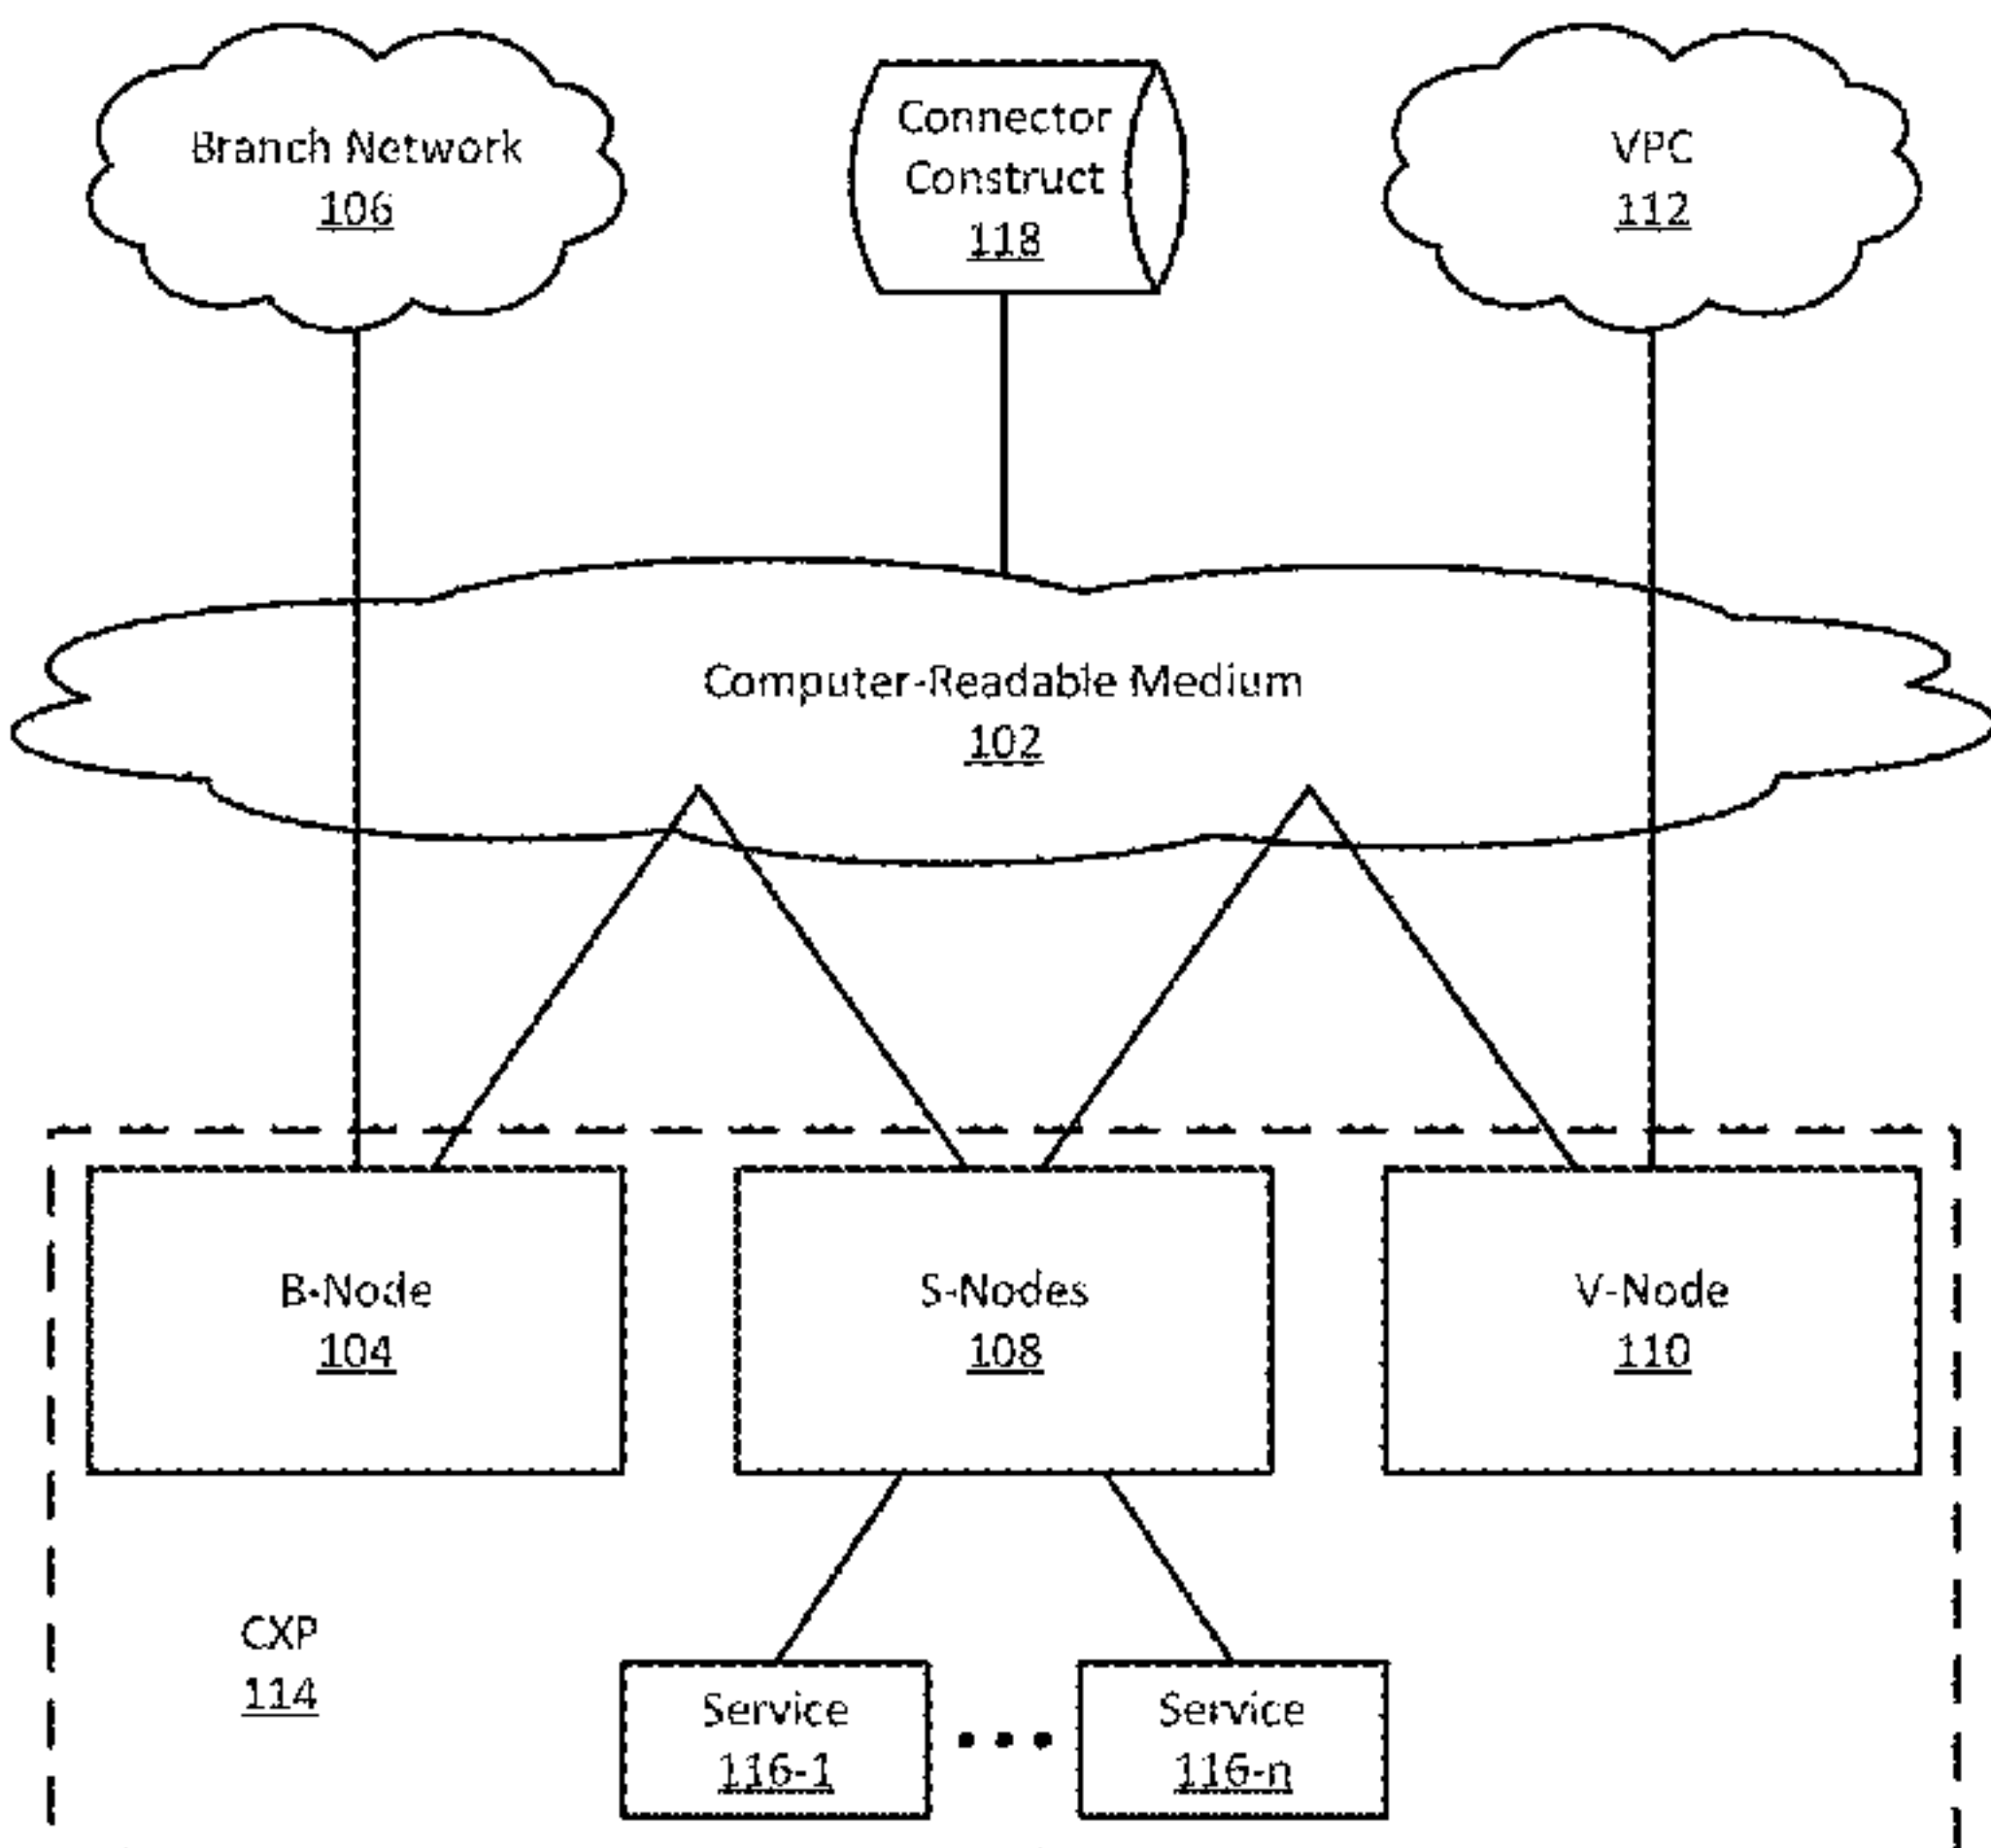 Branch Network
106
Connector
Construct
118
VPC
112
Computer-Readable Medium
102
B-Node
104
S-Nodes
108
V-Node
110
CXP
114
Service
116-1
Service
116-n